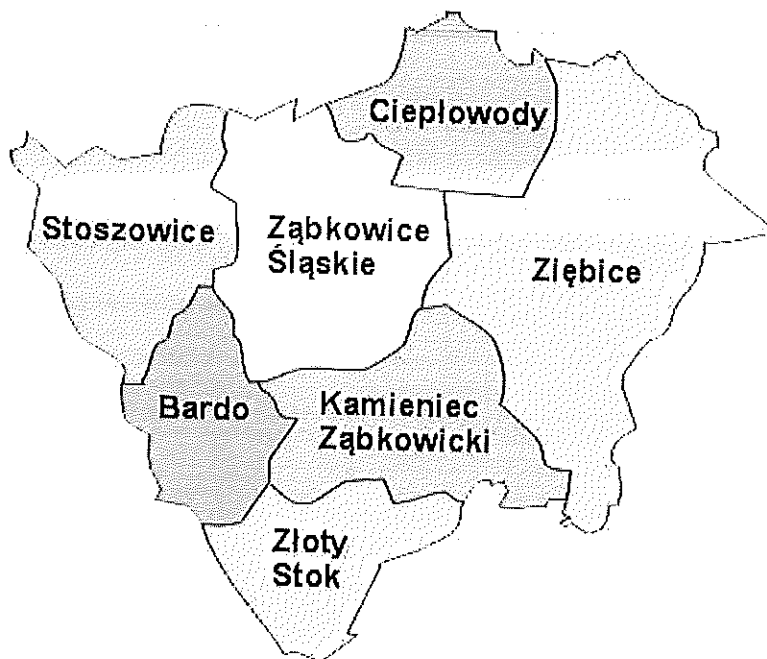 Ciepłowody
Stoszowice
Ząbkowice
Śląskie
Ziębice
Bardo
Kamieniec
Ząbkowicki
Złoty
Stok